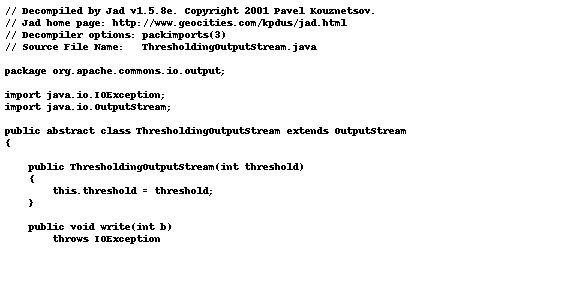 // Decompiled by Jad v1.5.8e. Copyright 2001 Pavel Kouznetsov.
// Jad home page: http://www.geocities.com/kpdus/jad.html
// Decompiler options: packimports(3)
// Source File Name:   ThresholdingOutputStream.java
package org.apache.commons.io.output;
import java.io.IOException;
import java.io.OutputStream;
public abstract class ThresholdingOutputStream extends OutputStream
{
    public ThresholdingOutputStream(int threshold)
    {
        this.threshold = threshold;
    }
    public void write(int b)
        throws IOException